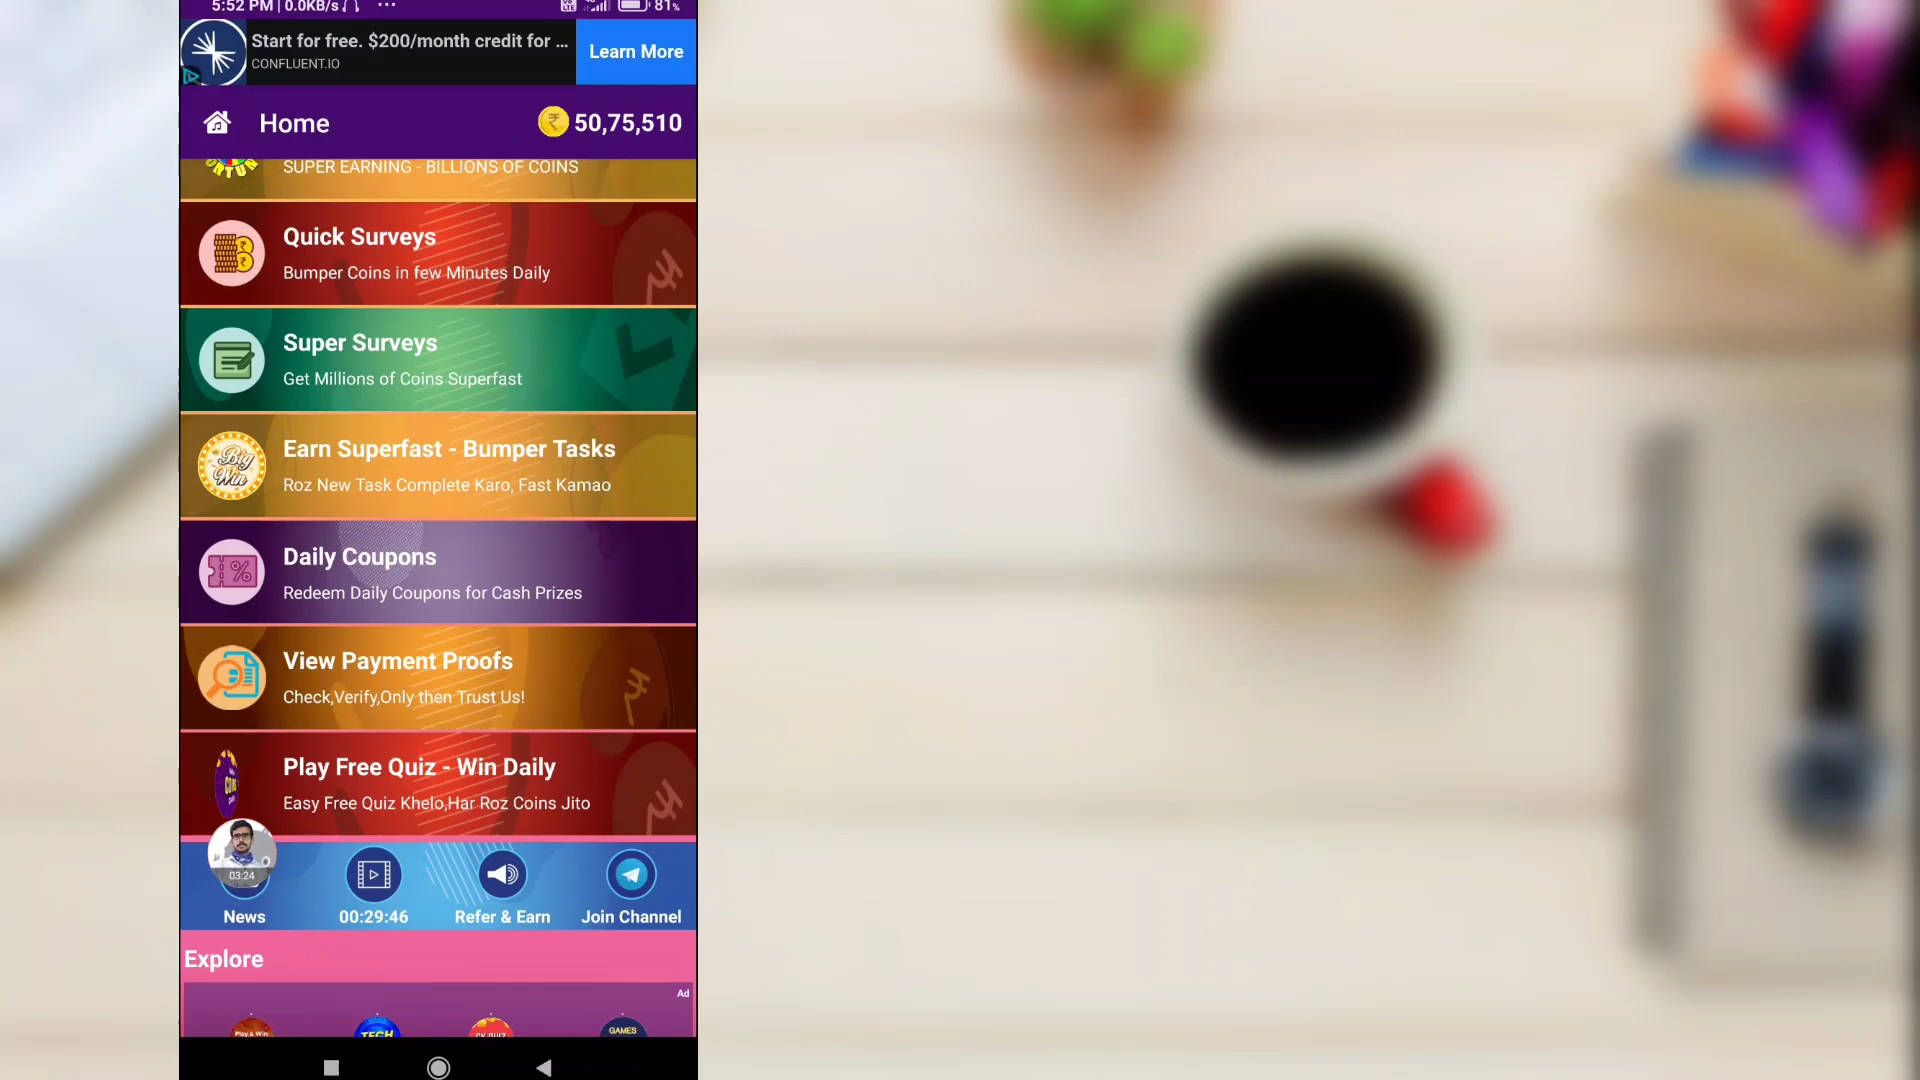 5:52 PM | 0.0KB/s
81%
Start for free. $200/month credit for ...
CONFLUENT.IO
Learn More
Home
50,75,510
SUPER EARNING - BILLIONS OF COINS
Quick Surveys
Bumper Coins in few Minutes Daily
Super Surveys
Get Millions of Coins Superfast
Big Win
Earn Superfast - Bumper Tasks
Roz New Task Complete Karo, Fast Kamao
Daily Coupons
Redeem Daily Coupons for Cash Prizes
View Payment Proofs
Check,Verify,Only then Trust Us!
Play Free Quiz - Win Daily
Easy Free Quiz Khelo,Har Roz Coins Jito
03:24
News
00:29:46
Refer & Earn
Join Channel
Explore
Ad
Play & Win
TECH
GAMES